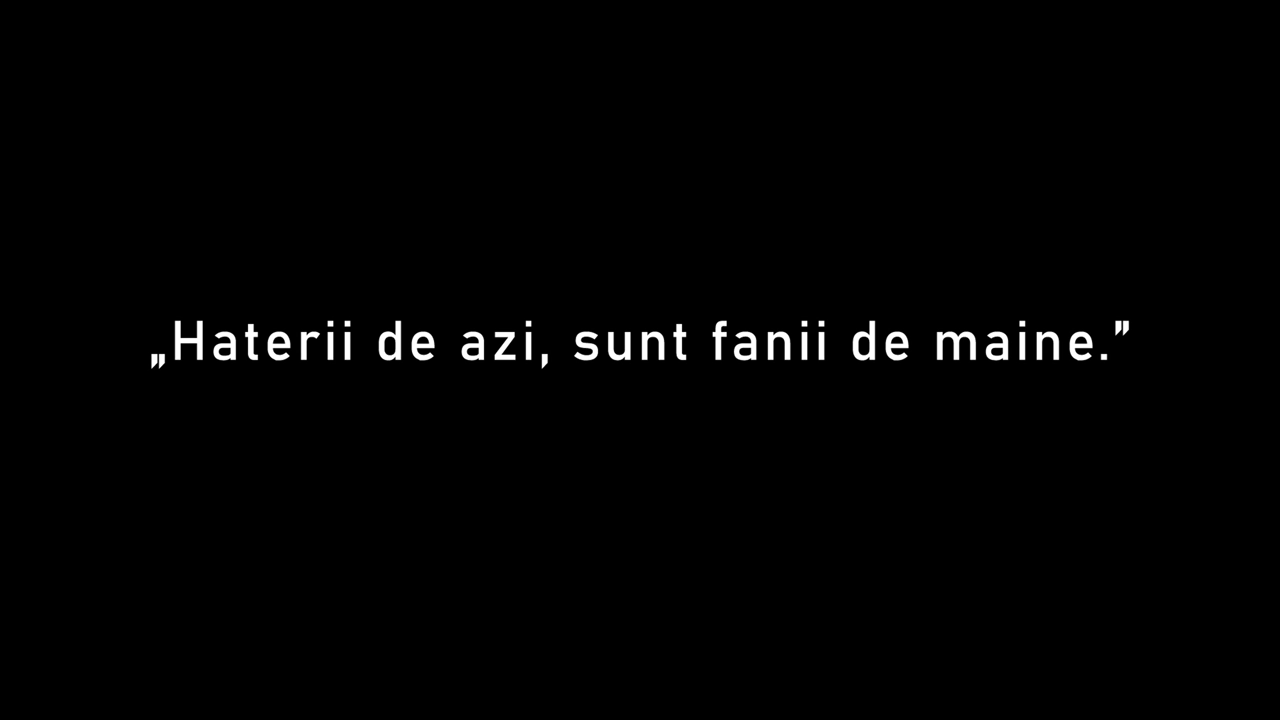 „Haterii de azi, sunt fanii de maine.”